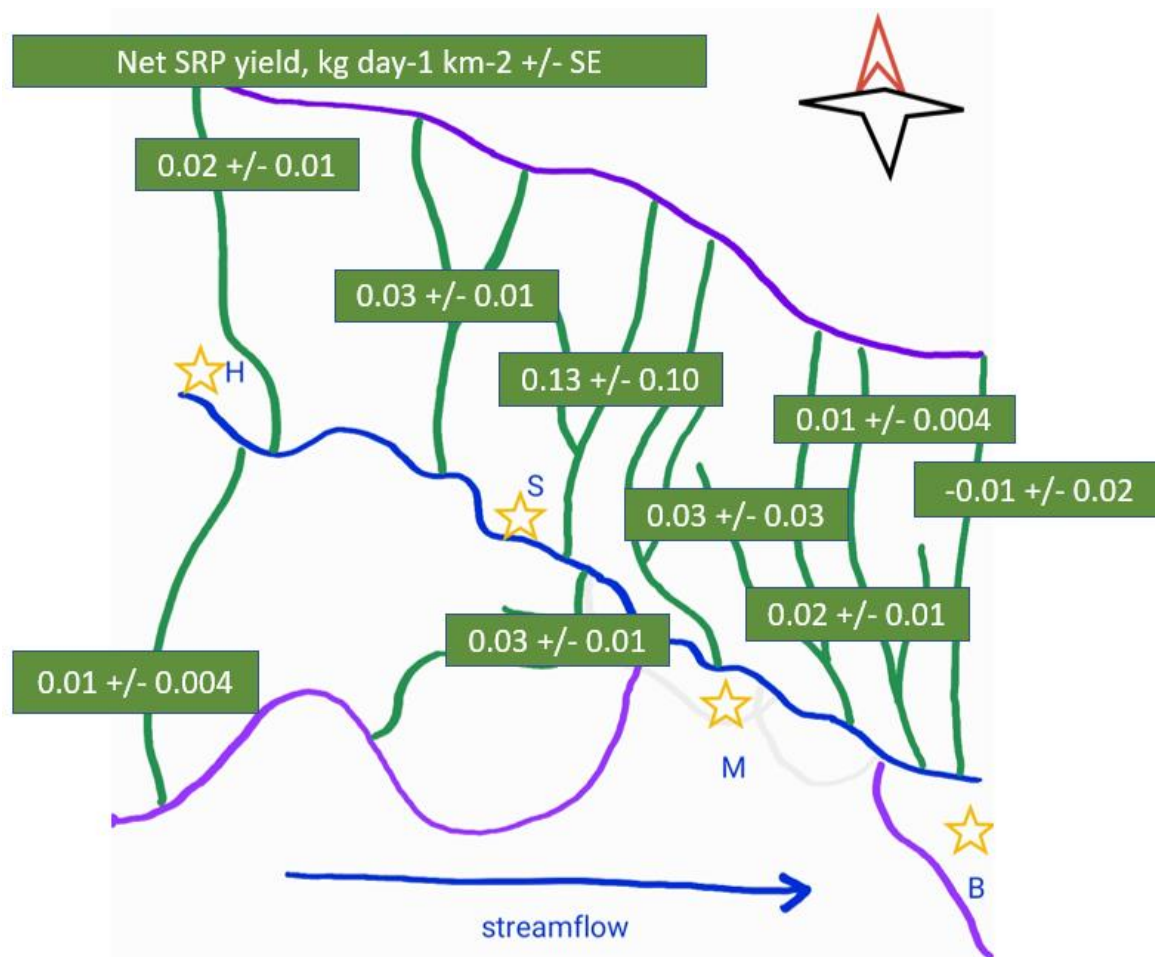 Net SRP yield, kg day-1 km-2 +/- SE
0.02 +/- 0.01
0.03 +/- 0.01
H
0.13 +/- 0.10
0.01 +/- 0.004
S
-0.01 +/- 0.02
0.03 +/- 0.03
0.02 +/- 0.01
0.03 +/- 0.01
0.01 +/- 0.004
M
B
streamflow